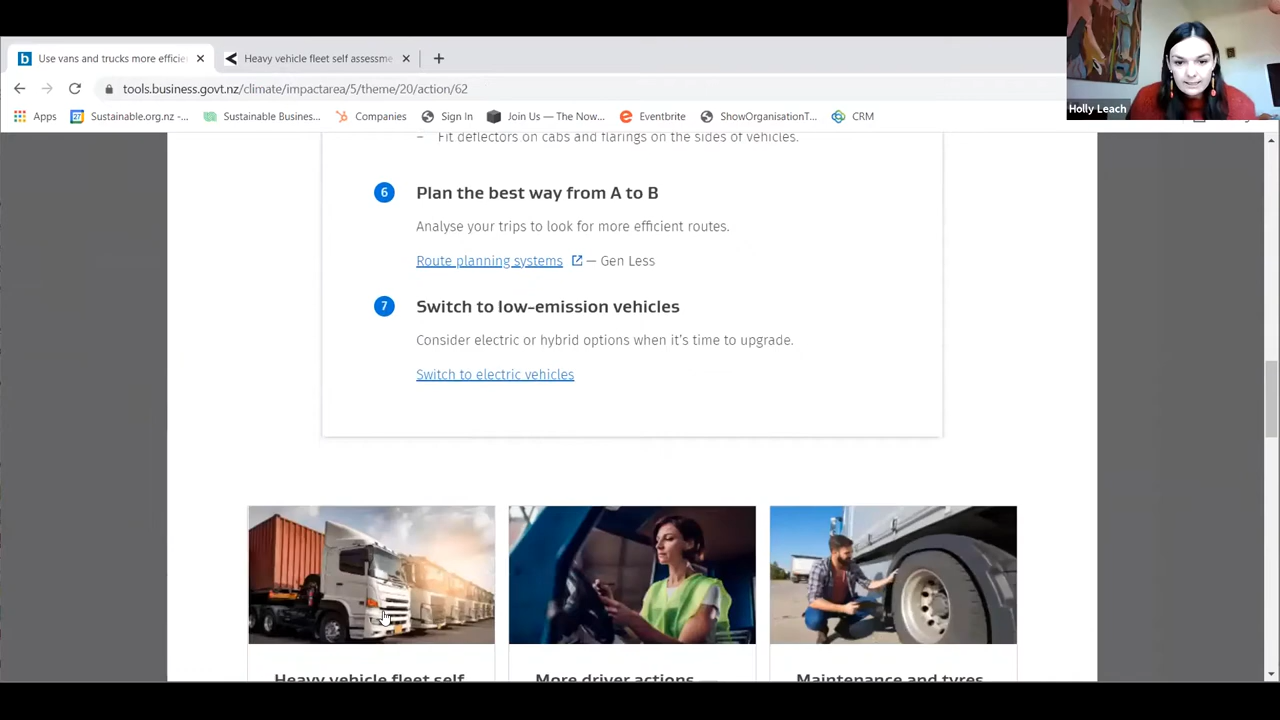 Use vans and trucks more efficie
Heavy vehicle fleet self assessme
tools.business.govt.nz/climate/impactarea/5/theme/20/action/62
Holly Leach
Apps
Sustainable.org.nz -...
Sustainable Busines...
Companies
Sign In
Join Us — The Now...
Eventbrite
ShowOrganisationT...
CRM
– Fit deflectors on cabs and flarings on the sides of vehicles.
6 Plan the best way from A to B
Analyse your trips to look for more efficient routes.
Route planning systems — Gen Less
7 Switch to low-emission vehicles
Consider electric or hybrid options when it's time to upgrade.
Switch to electric vehicles
Heavy vehicle fleet self
More driver actions
Maintenance and tyres